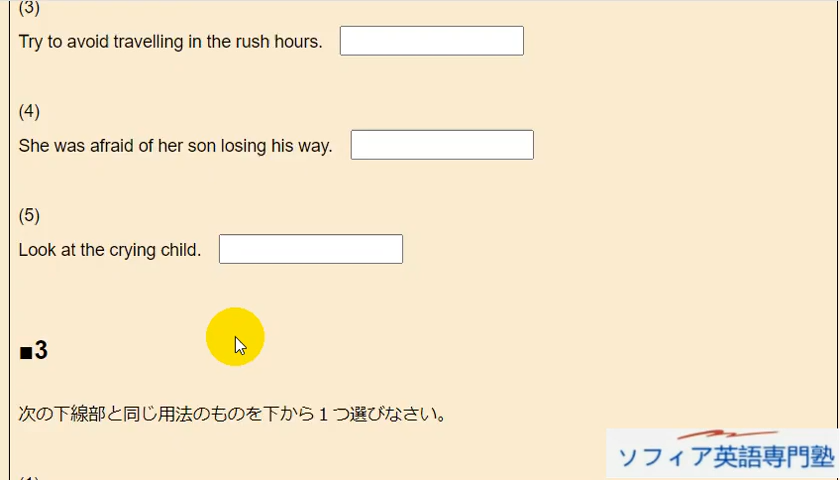 (3)
Try to avoid travelling in the rush hours.
(4)
She was afraid of her son losing his way.
(5)
Look at the crying child.
■3
次の下線部と同じ用法のものを下から１つ選びなさい。
ソフィア英語専門塾